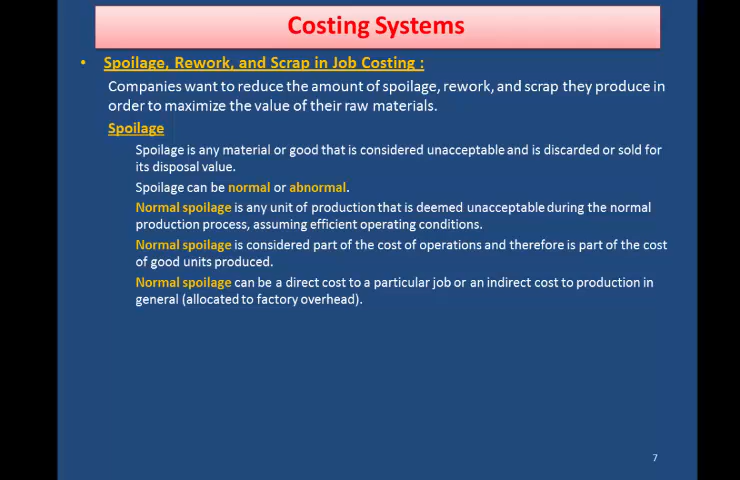 Costing Systems
• Spoilage, Rework, and Scrap in Job Costing :
Companies want to reduce the amount of spoilage, rework, and scrap they produce in
order to maximize the value of their raw materials.
Spoilage
Spoilage is any material or good that is considered unacceptable and is discarded or sold for
its disposal value.
Spoilage can be normal or abnormal.
Normal spoilage is any unit of production that is deemed unacceptable during the normal
production process, assuming efficient operating conditions.
Normal spoilage is considered part of the cost of operations and therefore is part of the cost
of good units produced.
Normal spoilage can be a direct cost to a particular job or an indirect cost to production in
general (allocated to factory overhead).
7